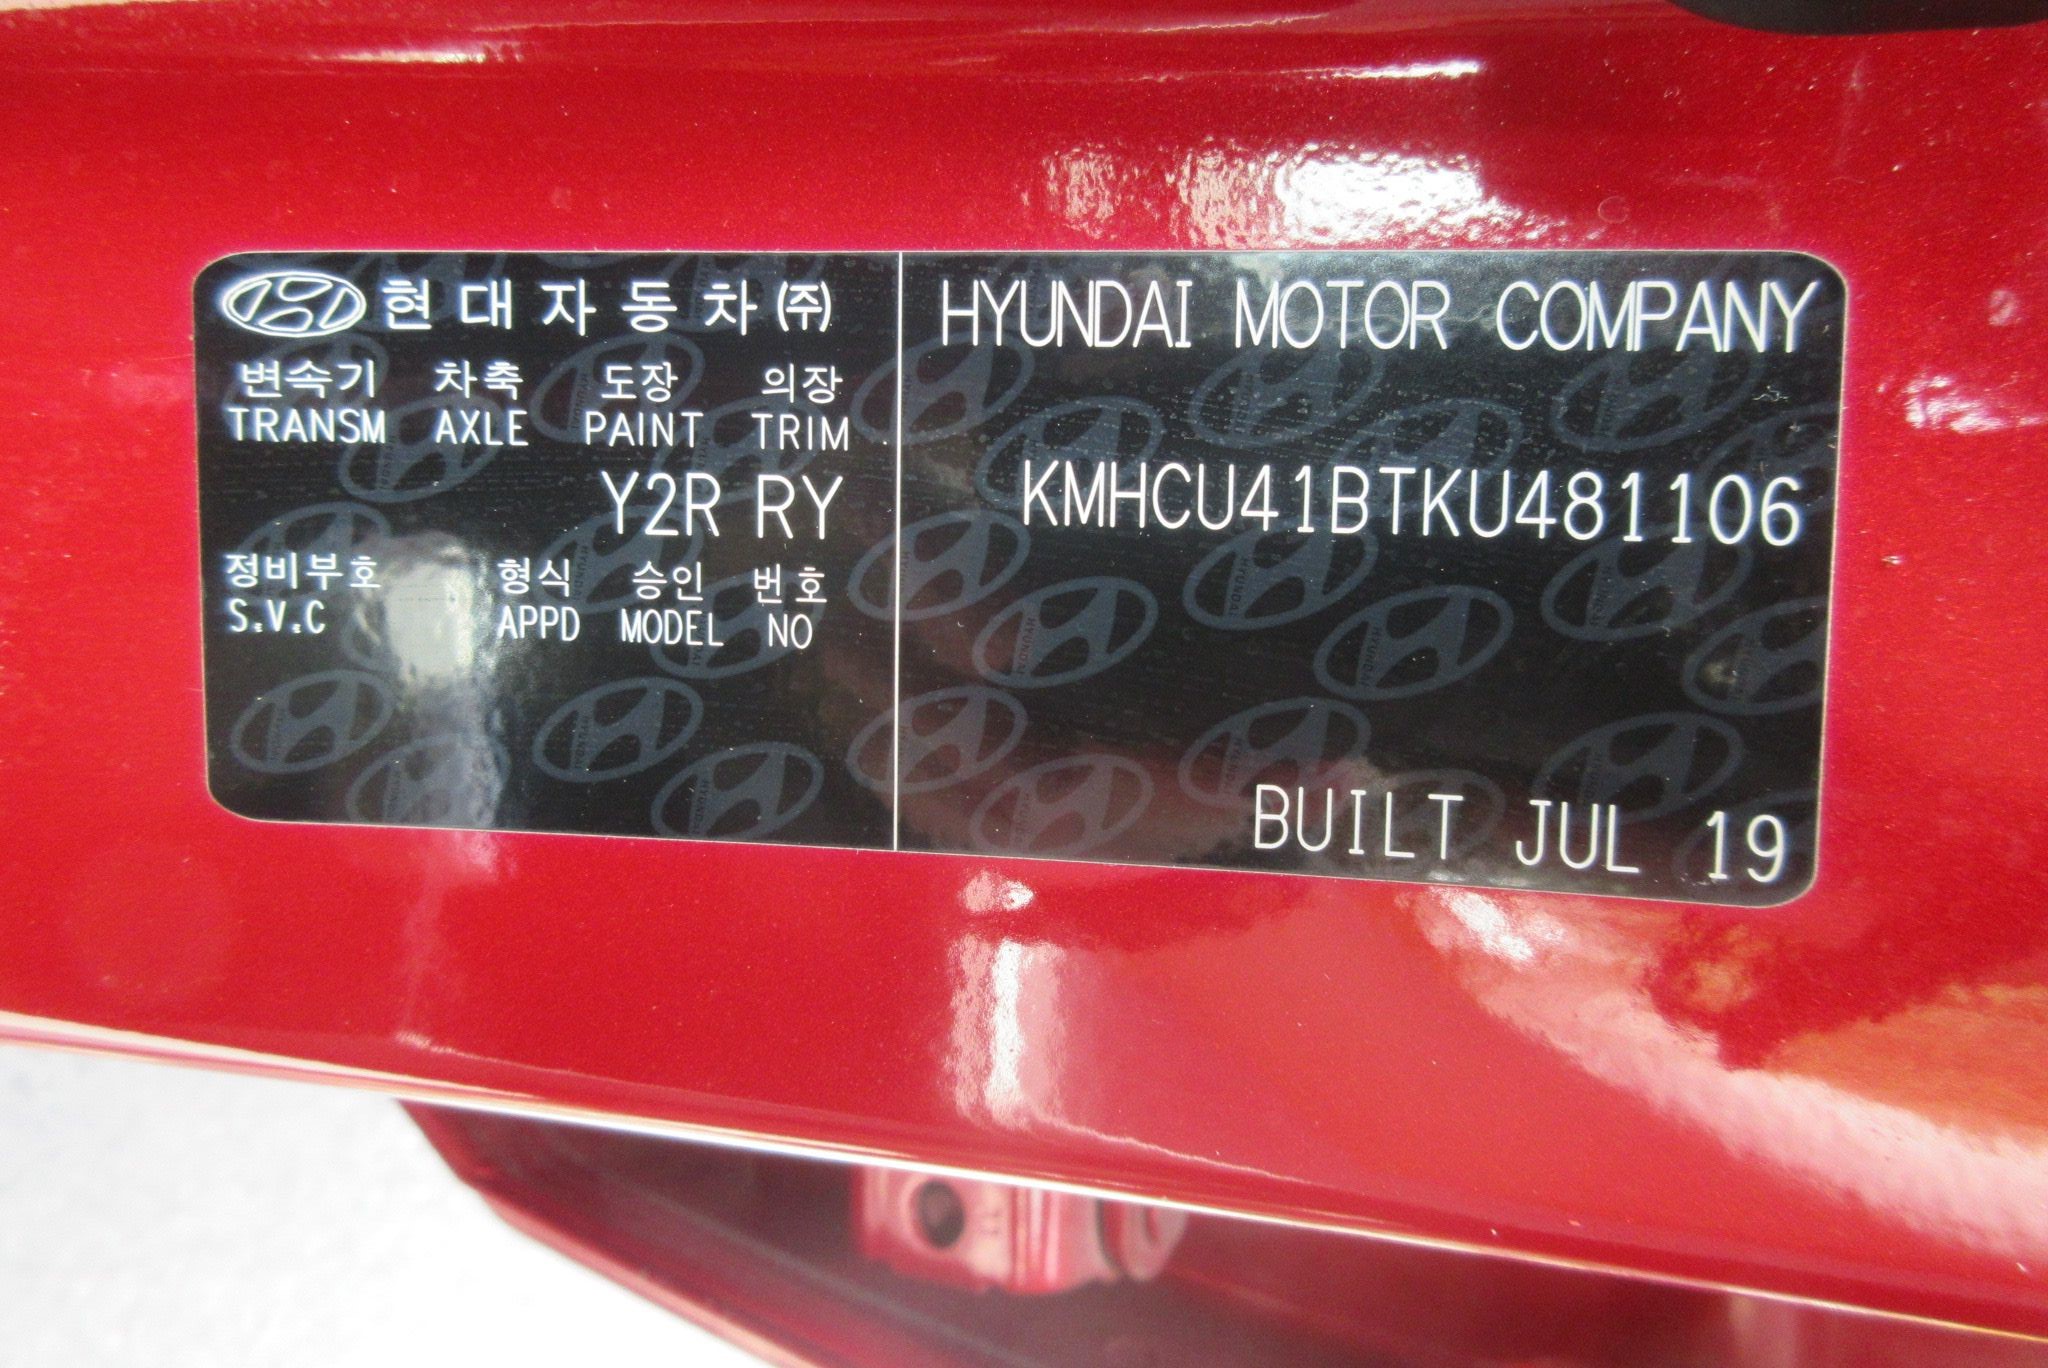 현대자동차(주)
변속기 차축 도장 의장
TRANSM AXLE PAINT TRIM
Y2R RY
정비부호 형식 승인 번호
S.V.C APPD MODEL NO
HYUNDAI MOTOR COMPANY
KMHCU41BTKU481106
BUILT JUL 19